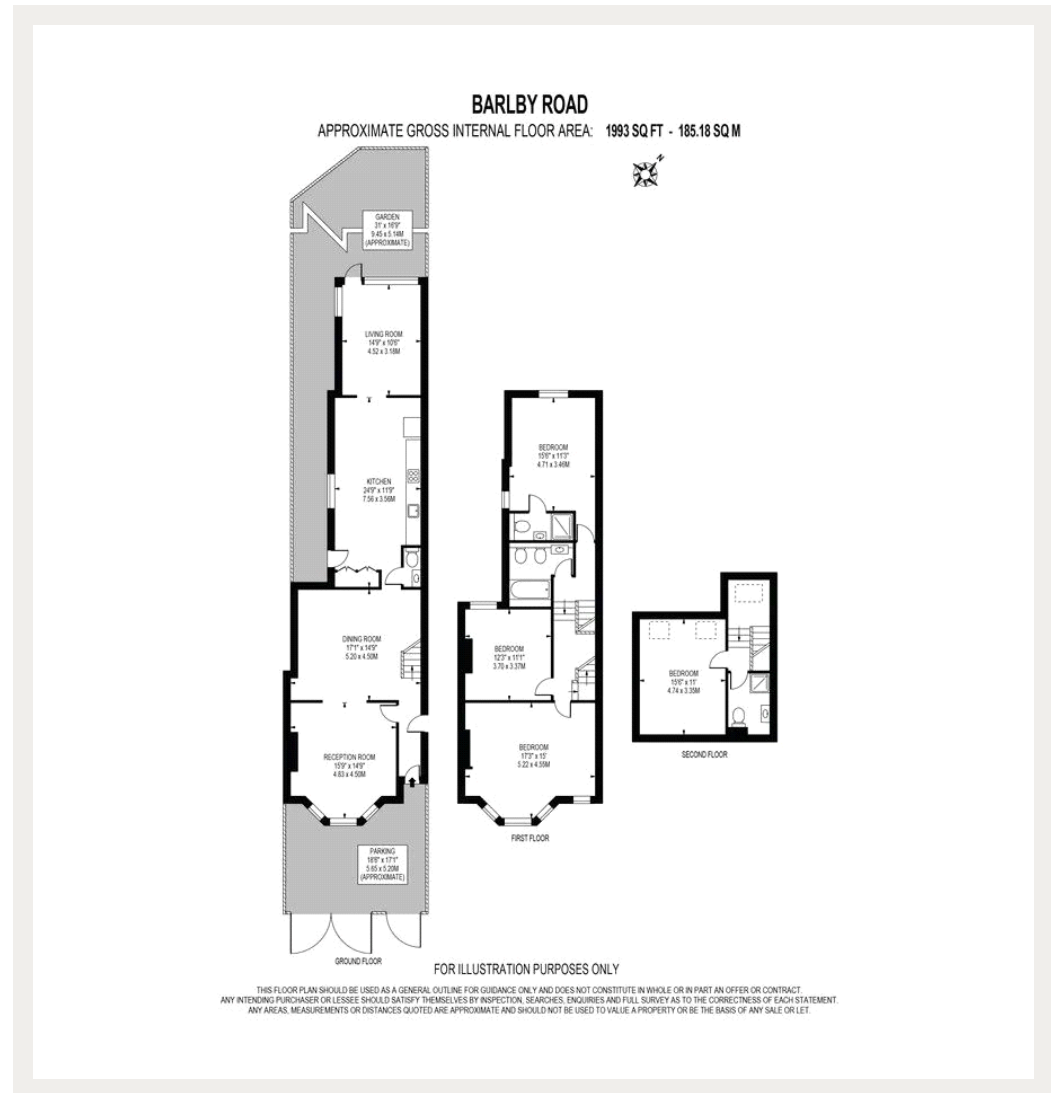 BARLBY ROAD
APPROXIMATE GROSS INTERNAL FLOOR AREA: 1993 SQ FT - 185.18 SQ M
N
GARDEN
31' x 16'9"
9.45 x 5.14M
(APPROXIMATE)
LIVING ROOM
14'9" x 10'6"
4.52 x 3.18M
KITCHEN
24'9" x 11'9"
7.56 x 3.56M
DINING ROOM
17'1" x 14'9"
5.20 x 4.50M
RECEPTION ROOM
15'9" x 14'9"
4.83 x 4.50M
PARKING
18'6" x 17'1"
5.65 x 5.20M
(APPROXIMATE)
GROUND FLOOR
BEDROOM
15'6" x 11'3"
4.71 x 3.46M
BEDROOM
12'3" x 11'1"
3.70 x 3.37M
BEDROOM
17'3" x 15'
5.22 x 4.55M
FIRST FLOOR
BEDROOM
15'6" x 11'
4.74 x 3.35M
SECOND FLOOR
FOR ILLUSTRATION PURPOSES ONLY
THIS FLOOR PLAN SHOULD BE USED AS A GENERAL OUTLINE FOR GUIDANCE ONLY AND DOES NOT CONSTITUTE IN WHOLE OR IN PART AN OFFER OR CONTRACT.
ANY INTENDING PURCHASER OR LESSEE SHOULD SATISFY THEMSELVES BY INSPECTION, SEARCHES, ENQUIRIES AND FULL SURVEY AS TO THE CORRECTNESS OF EACH STATEMENT.
ANY AREAS, MEASUREMENTS OR DISTANCES QUOTED ARE APPROXIMATE AND SHOULD NOT BE USED TO VALUE A PROPERTY OR BE THE BASIS OF ANY SALE OR LET.